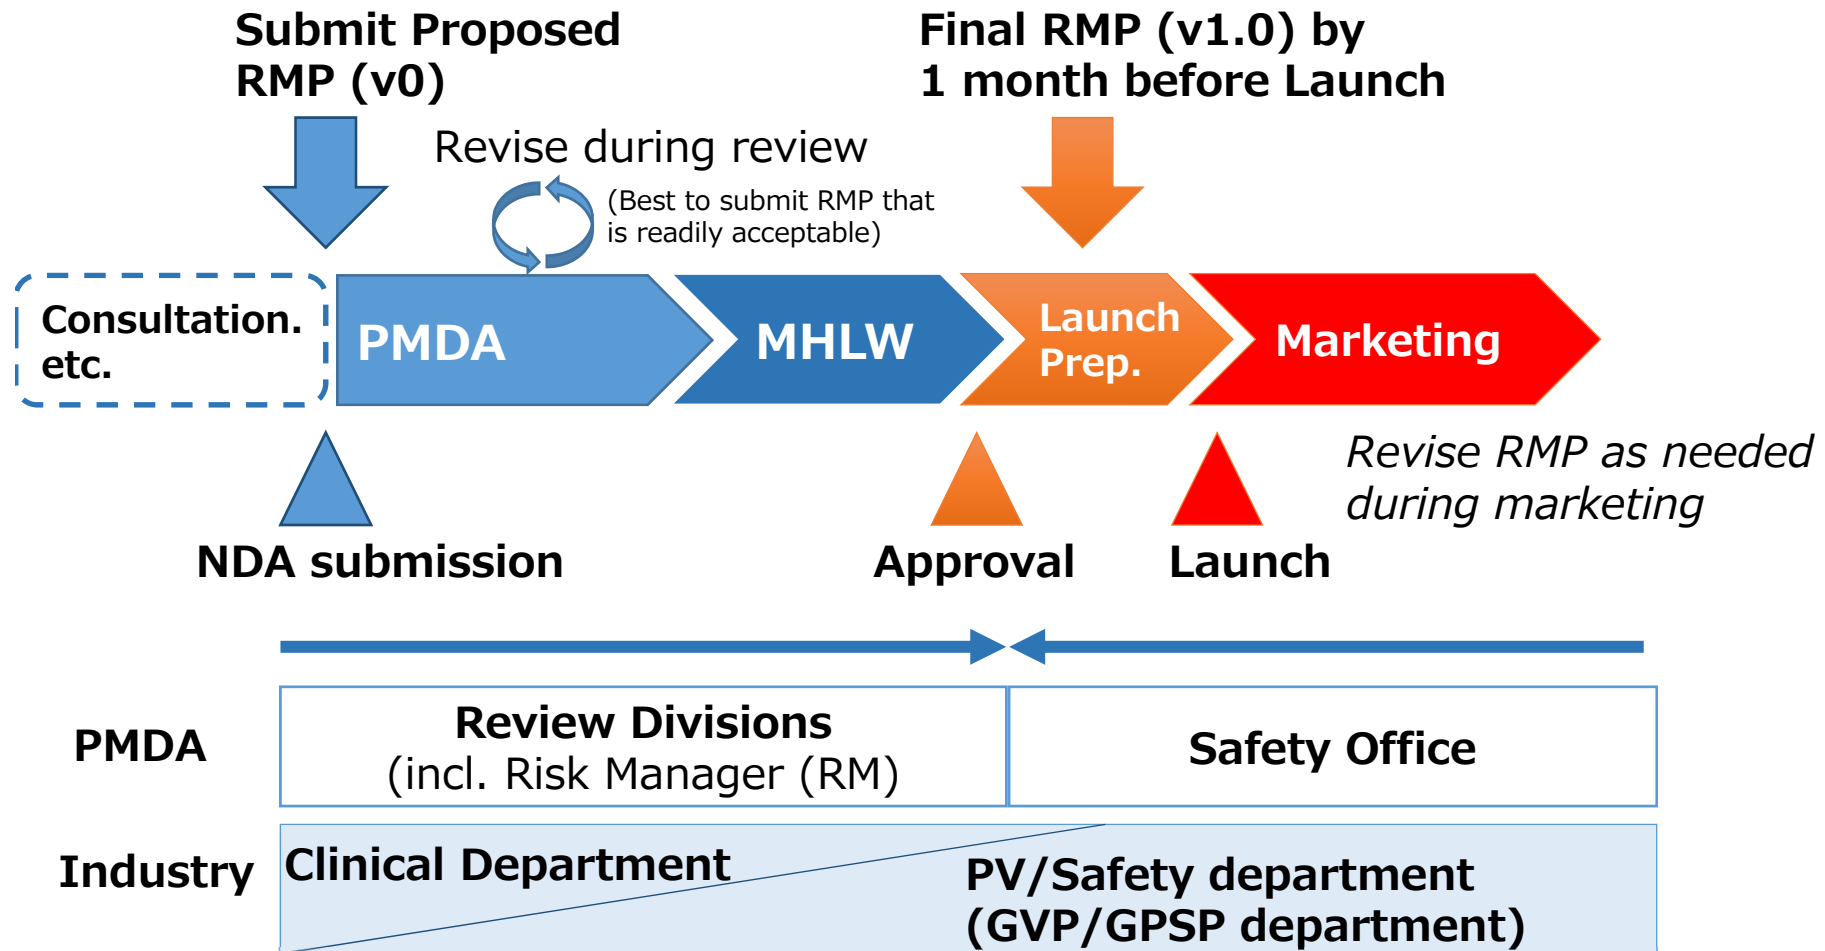 Submit Proposed
RMP (v0)
Final RMP (v1.0) by
1 month before Launch
Revise during review
(Best to submit RMP that
is readily acceptable)
Consultation.
etc.
PMDA
MHLW
Launch
Prep.
Marketing
Revise RMP as needed
during marketing
NDA submission
Approval
Launch
PMDA
Review Divisions
(incl. Risk Manager (RM)
Safety Office
Industry
Clinical Department
PV/Safety department
(GVP/GPSP department)